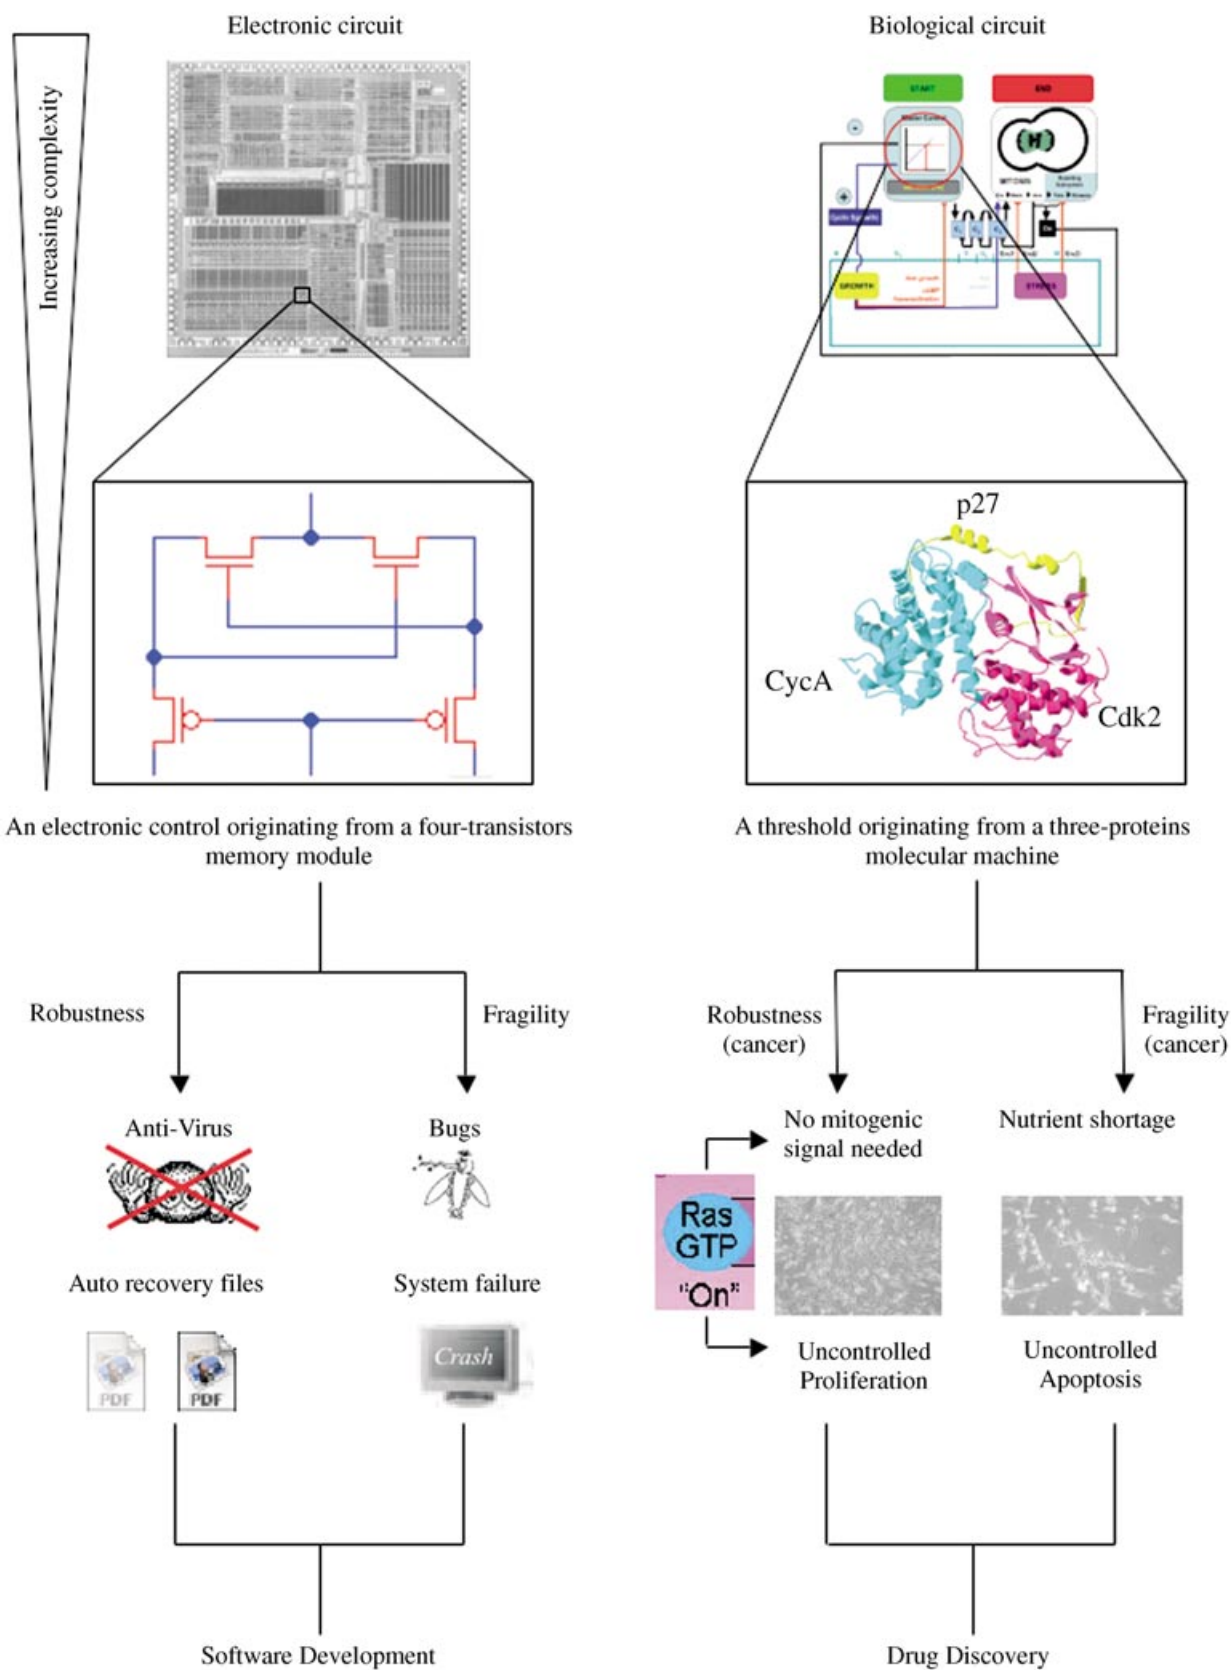 Electronic circuit
Biological circuit
Increasing complexity
START
END
GROWTH
STRESS
p27
CycA
Cdk2
An electronic control originating from a four-transistors
memory module
A threshold originating from a three-proteins
molecular machine
Robustness
Fragility
Robustness
(cancer)
Fragility
(cancer)
Anti-Virus
Bugs
No mitogenic
signal needed
Nutrient shortage
Ras
GTP
"On"
Auto recovery files
System failure
PDF
PDF
Crash
Uncontrolled
Proliferation
Uncontrolled
Apoptosis
Software Development
Drug Discovery